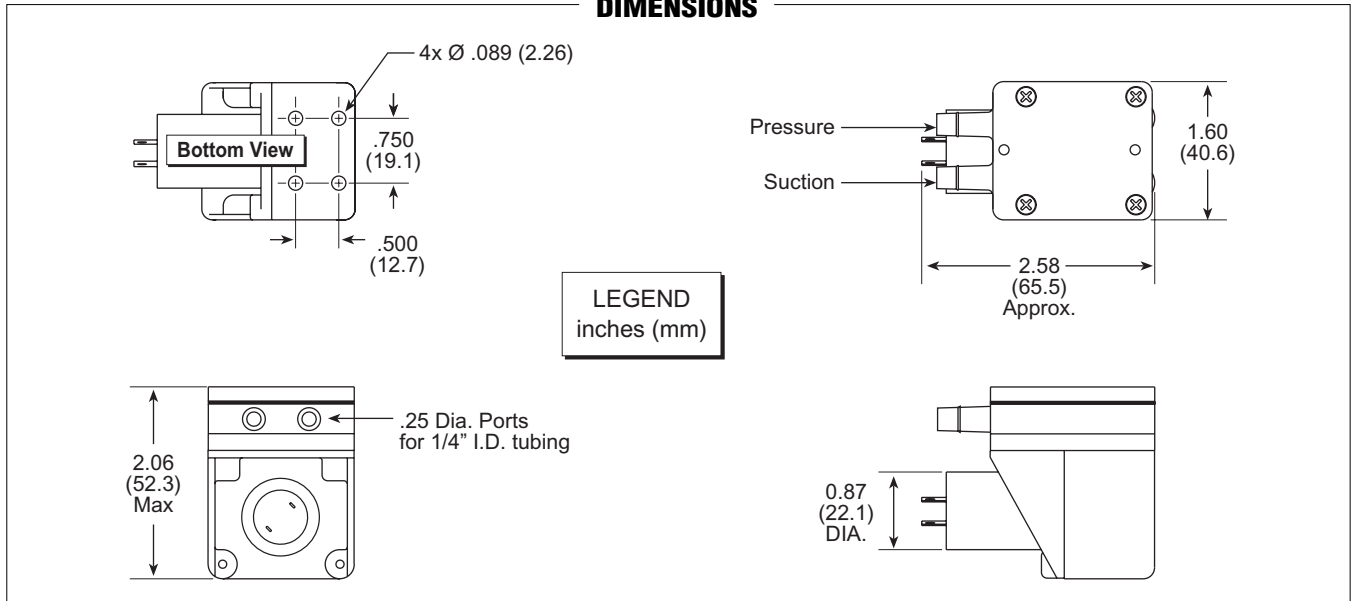 DIMENSIONS
4x Ø .089 (2.26)
Bottom View
.750
(19.1)
.500
(12.7)
Pressure
Suction
1.60
(40.6)
2.58
(65.5)
Approx.
LEGEND
inches (mm)
2.06
(52.3)
Max
.25 Dia. Ports
for 1/4” I.D. tubing
0.87
(22.1)
DIA.